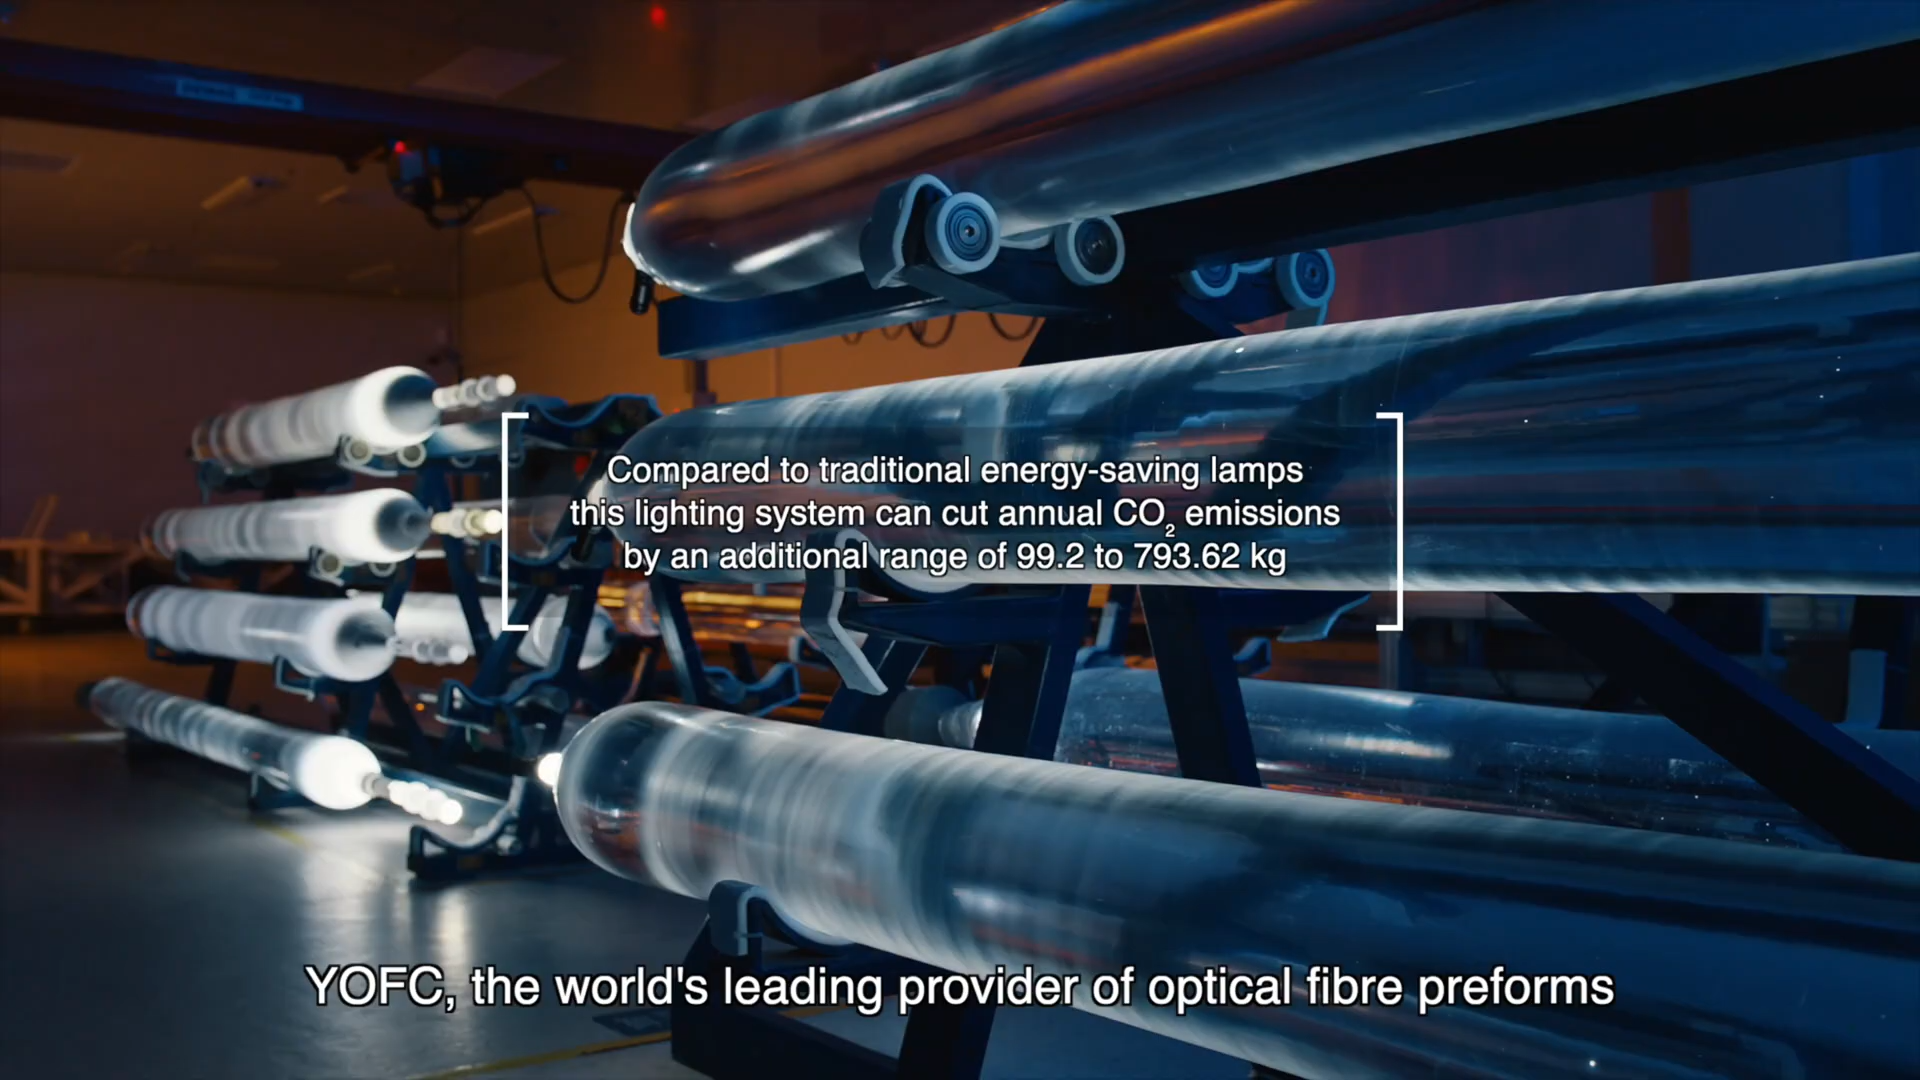 Compared to traditional energy-saving lamps
this lighting system can cut annual CO₂ emissions
by an additional range of 99.2 to 793.62 kg
YOFC, the world's leading provider of optical fibre preforms